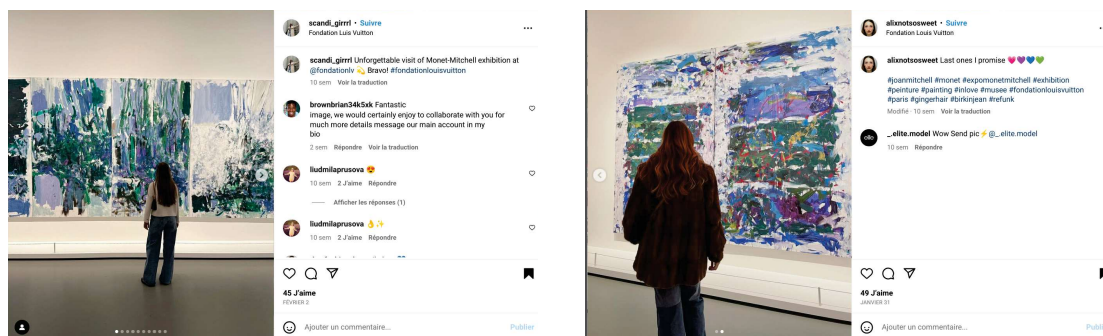 scandi_girrrl • Suivre
Fondation Luis Vuitton
scandi_girrrl Unforgettable visit of Monet-Mitchell exhibition at
@fondationlv 💫 Bravo! #fondationlouisvuitton
10 sem Voir la traduction
brownbrian34k5xk Fantastic
image, we would certainly enjoy to collaborate with you for
much more details message our main account in my
bio
2 sem Répondre Voir la traduction
liudmilaprusova 😍
10 sem 2 J'aime Répondre
Afficher les réponses (1)
liudmilaprusova 👌✨
10 sem 2 J'aime Répondre
45 J'aime
FÉVRIER 2
Ajouter un commentaire...
Publier
alixnotsosweet • Suivre
Fondation Louis Vuitton
alixnotsosweet Last ones I promise 💗💜💙💚
#joanmitchell #monet #expomonetmitchell #exhibition
#peinture #painting #inlove #musee #fondationlouisvuitton
#paris #gingerhair #birkinjean #refunk
Modifié · 10 sem Voir la traduction
_.elite.model Wow Send pic⚡@_.elite.model
10 sem Répondre
49 J'aime
JANVIER 31
Ajouter un commentaire...
Publier